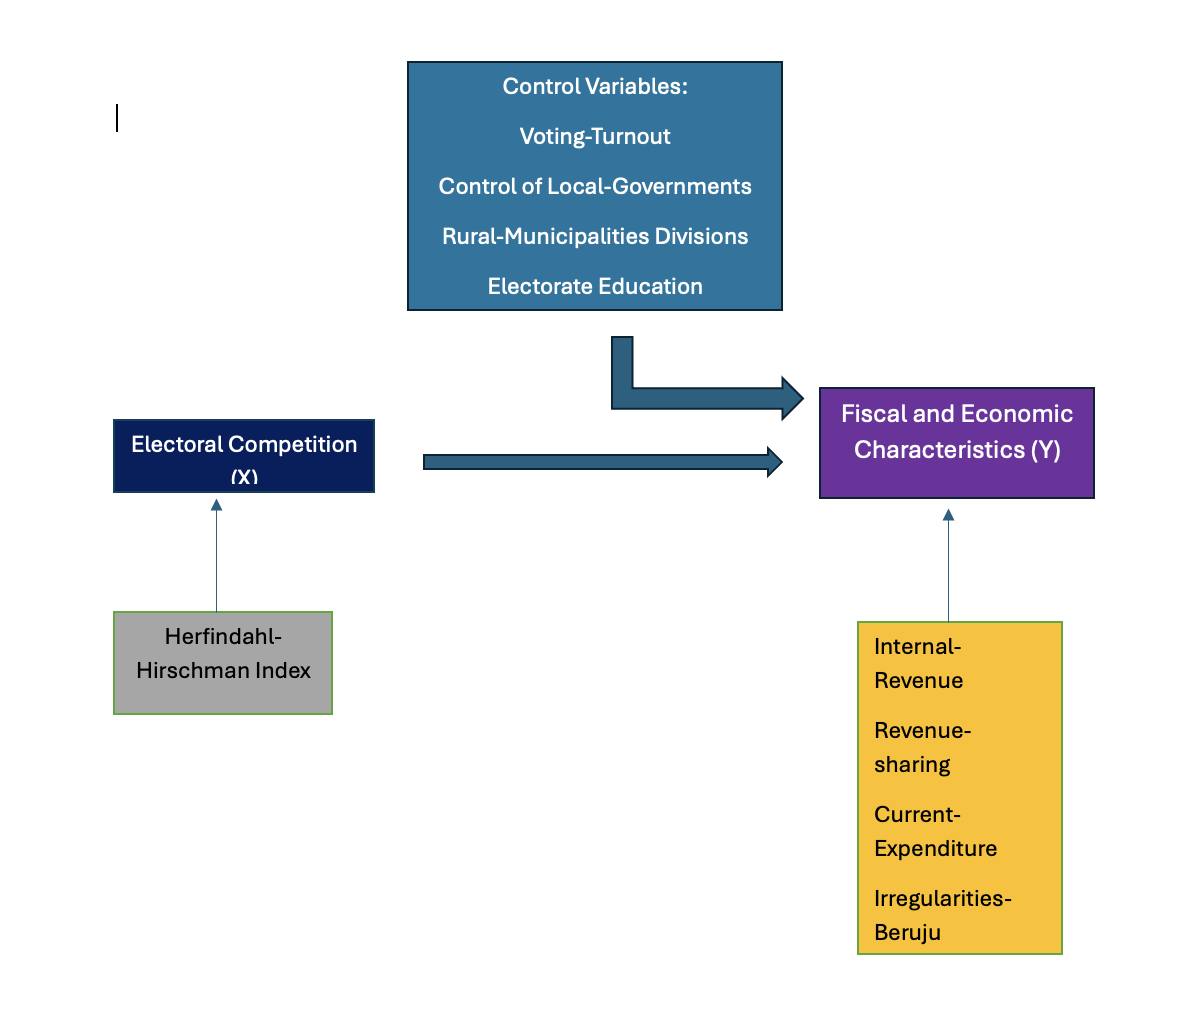 Control Variables:
Voting-Turnout
Control of Local-Governments
Rural-Municipalities Divisions
Electorate Education
Fiscal and Economic
Characteristics (Y)
Electoral Competition
(X)
Herfindahl-
Hirschman Index
Internal-
Revenue
Revenue-
sharing
Current-
Expenditure
Irregularities-
Beruju